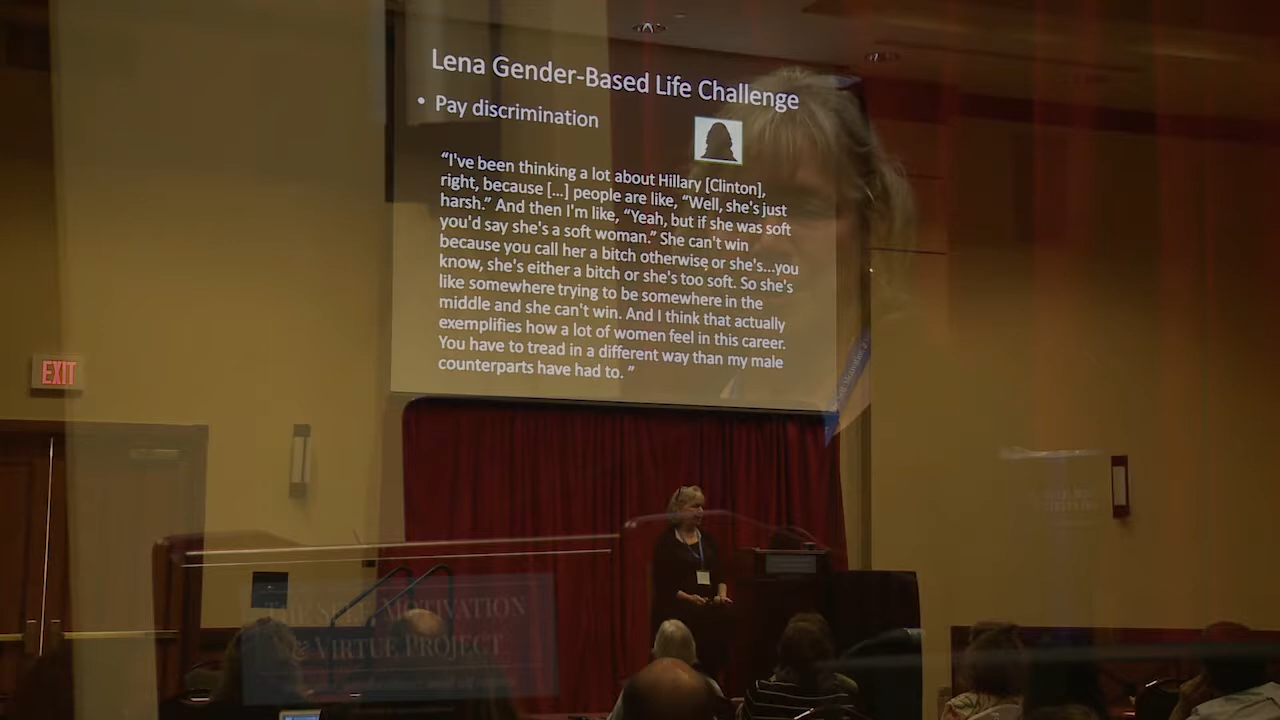 Lena Gender-Based Life Challenge
• Pay discrimination
“I've been thinking a lot about Hillary [Clinton],
right, because [...] people are like, “Well, she's just
harsh.” And then I'm like, “Yeah, but if she was soft
you'd say she's a soft woman.” She can't win
because you call her a bitch otherwise or she's...you
know, she's either a bitch or she's too soft. So she's
like somewhere trying to be somewhere in the
middle and she can't win. And I think that actually
exemplifies how a lot of women feel in this career.
You have to tread in a different way than my male
counterparts have had to. ”
EXIT
THE SELF, MOTIVATION
& VIRTUE PROJECT